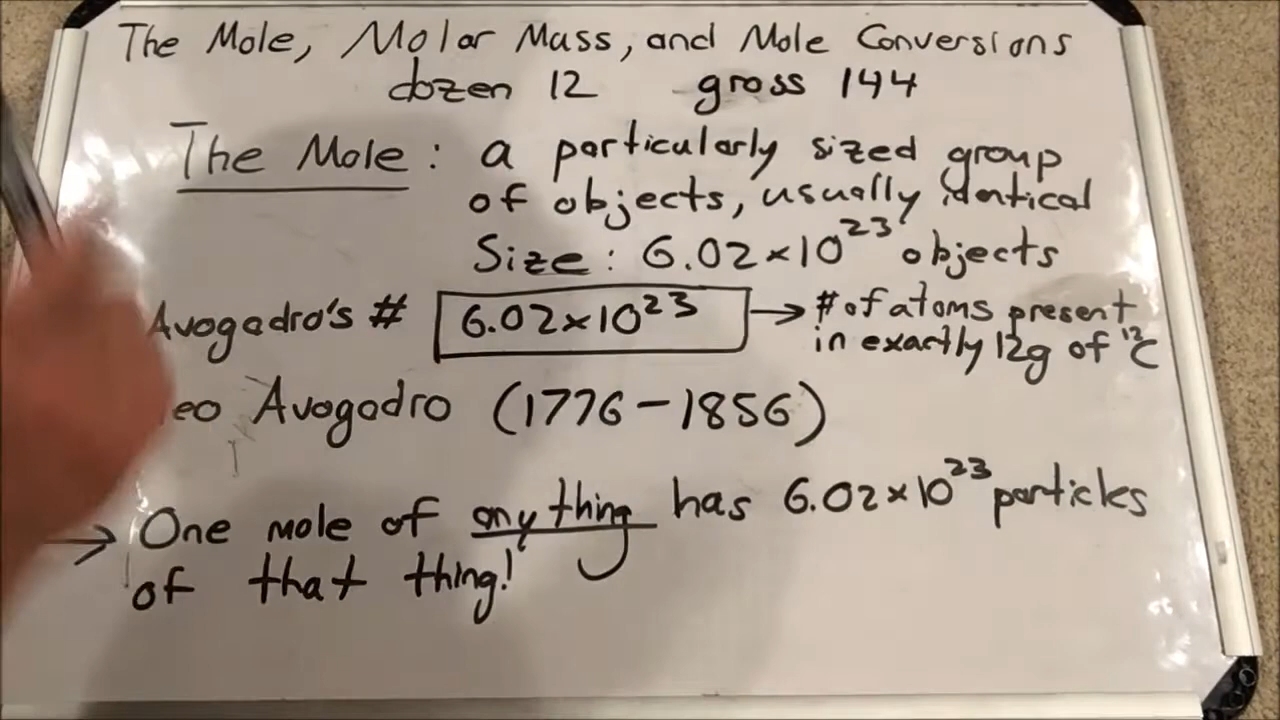 The Mole, Molar Mass, and Mole Conversions
dozen 12 gross 144
The Mole: a particularly sized group
of objects, usually identical
Size: 6.02×10²³ objects
Avogadro's # 6.02×10²³ → # of atoms present
in exactly 12g of ¹²C
Avogadro (1776-1856)
→ One mole of anything has 6.02×10²³ particles
of that thing!